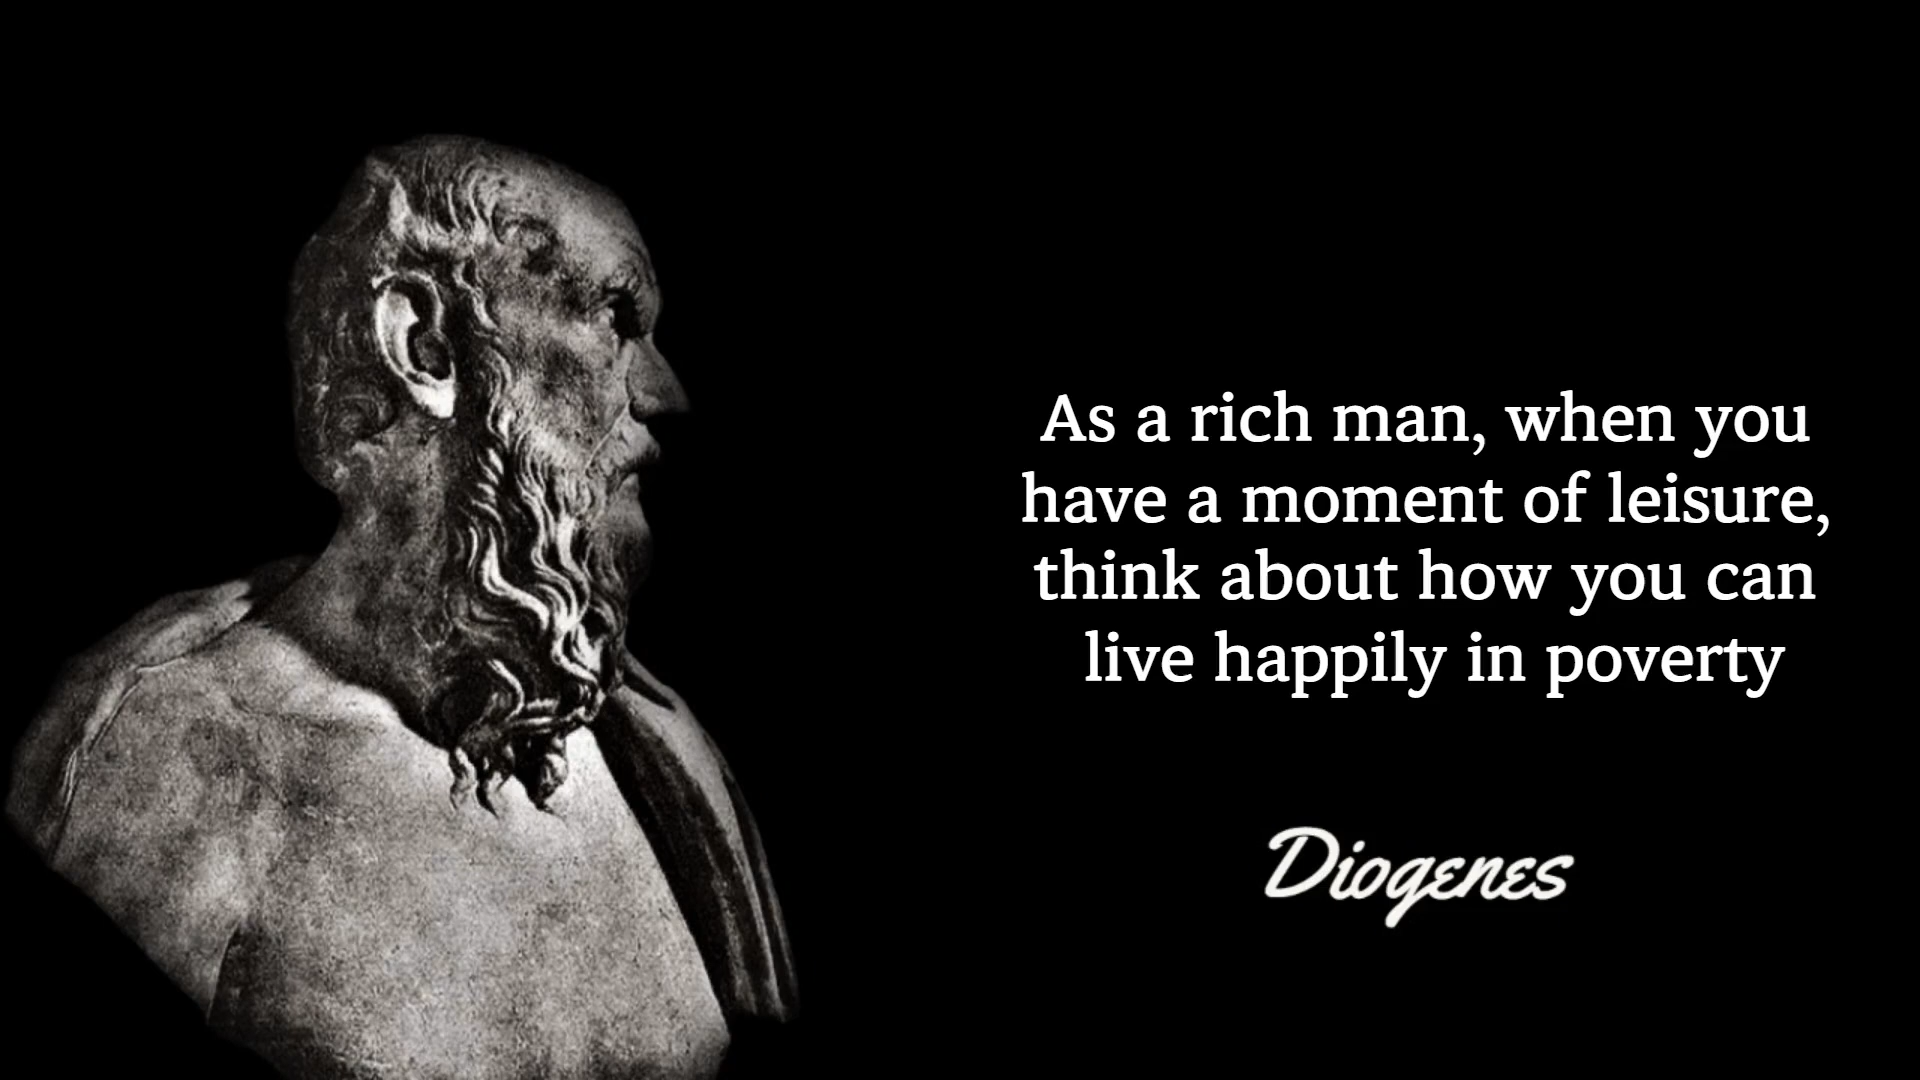 As a rich man, when you
have a moment of leisure,
think about how you can
live happily in poverty
Diogenes